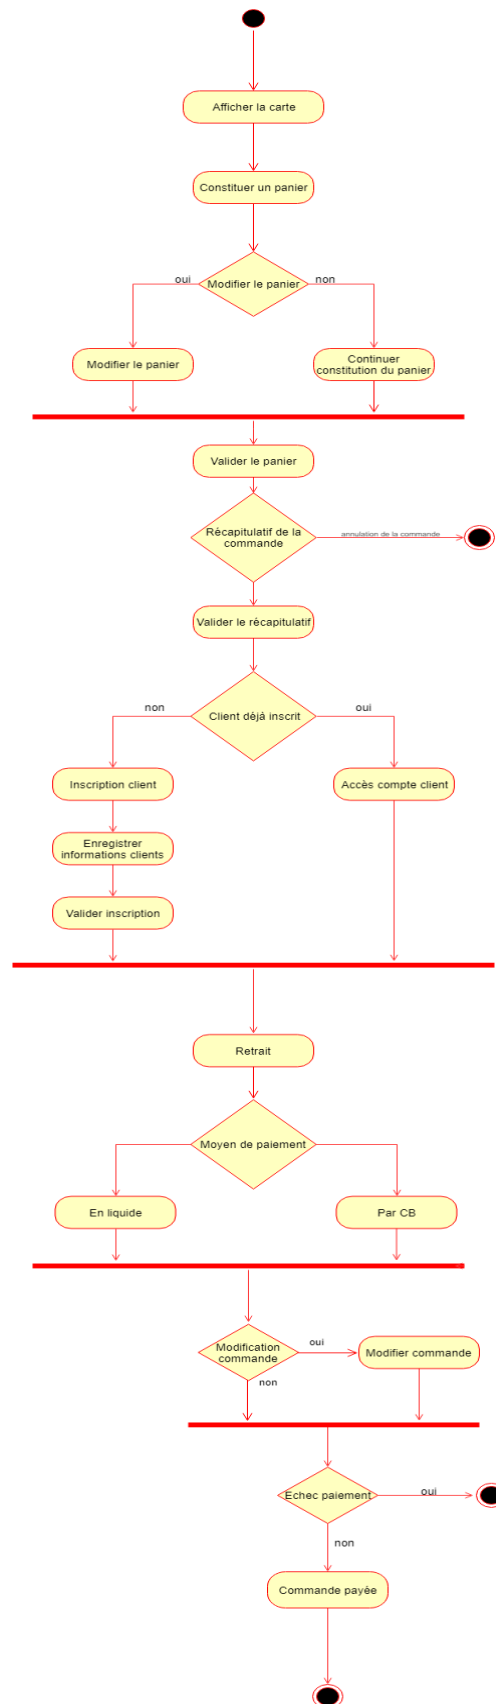 Afficher la carte
Constituer un panier
oui
Modifier le panier
non
Modifier le panier
Continuer
constitution du panier
Valider le panier
Récapitulatif de la
commande
annulation de la commande
Valider le récapitulatif
non
Client déjà inscrit
oui
Inscription client
Accès compte client
Enregistrer
informations clients
Valider inscription
Retrait
Moyen de paiement
En liquide
Par CB
Modification
commande
oui
Modifier commande
non
Echec paiement
oui
non
Commande payée